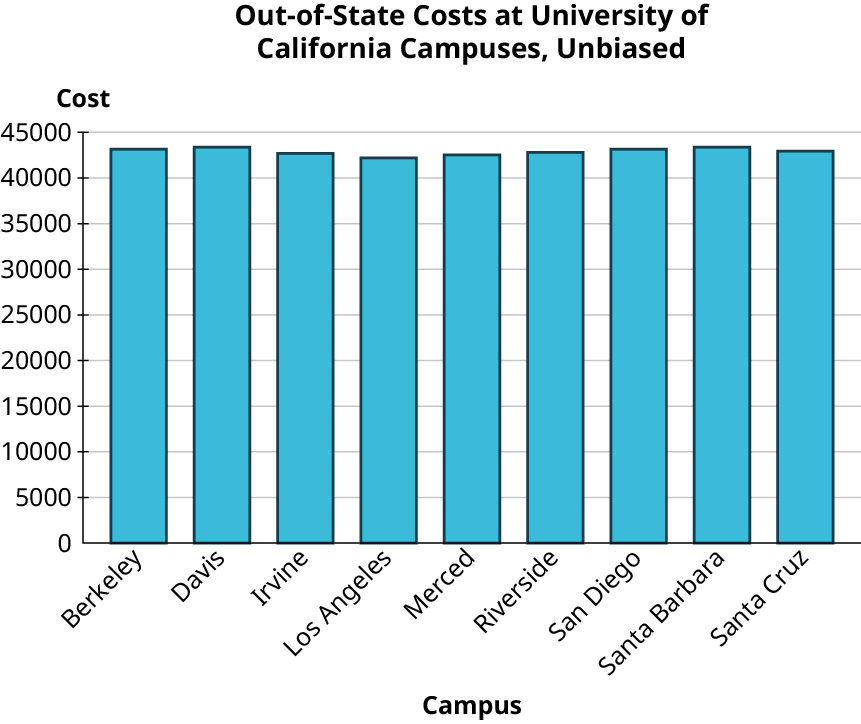 Out-of-State Costs at University of
California Campuses, Unbiased
Cost
45000
40000
35000
30000
25000
20000
15000
10000
5000
0
Berkeley
Davis
Irvine
Los Angeles
Merced
Riverside
San Diego
Santa Barbara
Santa Cruz
Campus